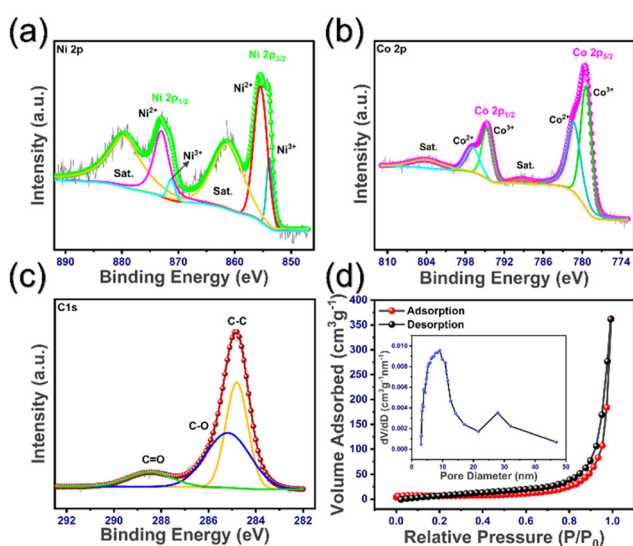 (a)
Ni 2p
Ni 2p3/2
Ni 2p1/2
Ni2+
Ni2+
Ni3+
Ni3+
Sat.
Sat.
Intensity (a.u.)
890 880 870 860 850
Binding Energy (eV)
(b)
Co 2p
Co 2p3/2
Co3+
Co2+
Co 2p1/2
Co2+
Co3+
Sat.
Sat.
Intensity (a.u.)
810 804 798 792 786 780 774
Binding Energy (eV)
(c)
C1s
C-C
C-O
C=O
Intensity (a.u.)
292 290 288 286 284 282
Binding Energy (eV)
(d)
Adsorption
Desorption
Volume Adsorbed (cm3g-1)
400
350
300
250
200
150
100
50
0
0.0 0.2 0.4 0.6 0.8 1.0
Relative Pressure (P/P0)
dV/dD (cm3g-1nm-1)
0.010
0.008
0.006
0.004
0.002
0.000
0 10 20 30 40 50
Pore Diameter (nm)